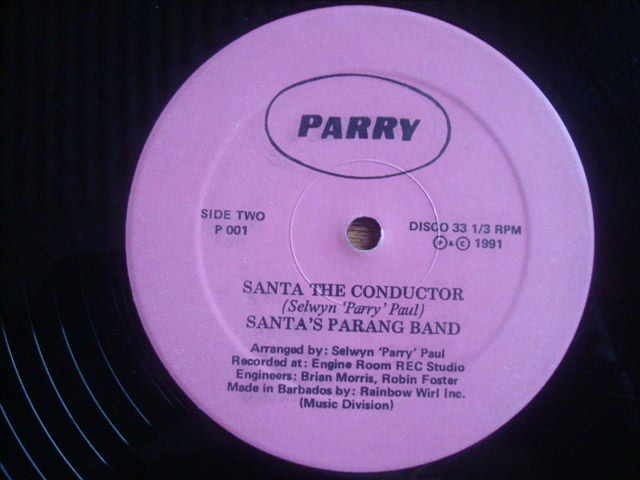 PARRY
SIDE TWO
P 001
DISCO 33 1/3 RPM
Ⓟ & © 1991
SANTA THE CONDUCTOR
(Selwyn 'Parry' Paul)
SANTA'S PARANG BAND
Arranged by: Selwyn 'Parry' Paul
Recorded at: Engine Room REC Studio
Engineers: Brian Morris, Robin Foster
Made in Barbados by: Rainbow Wirl Inc.
(Music Division)